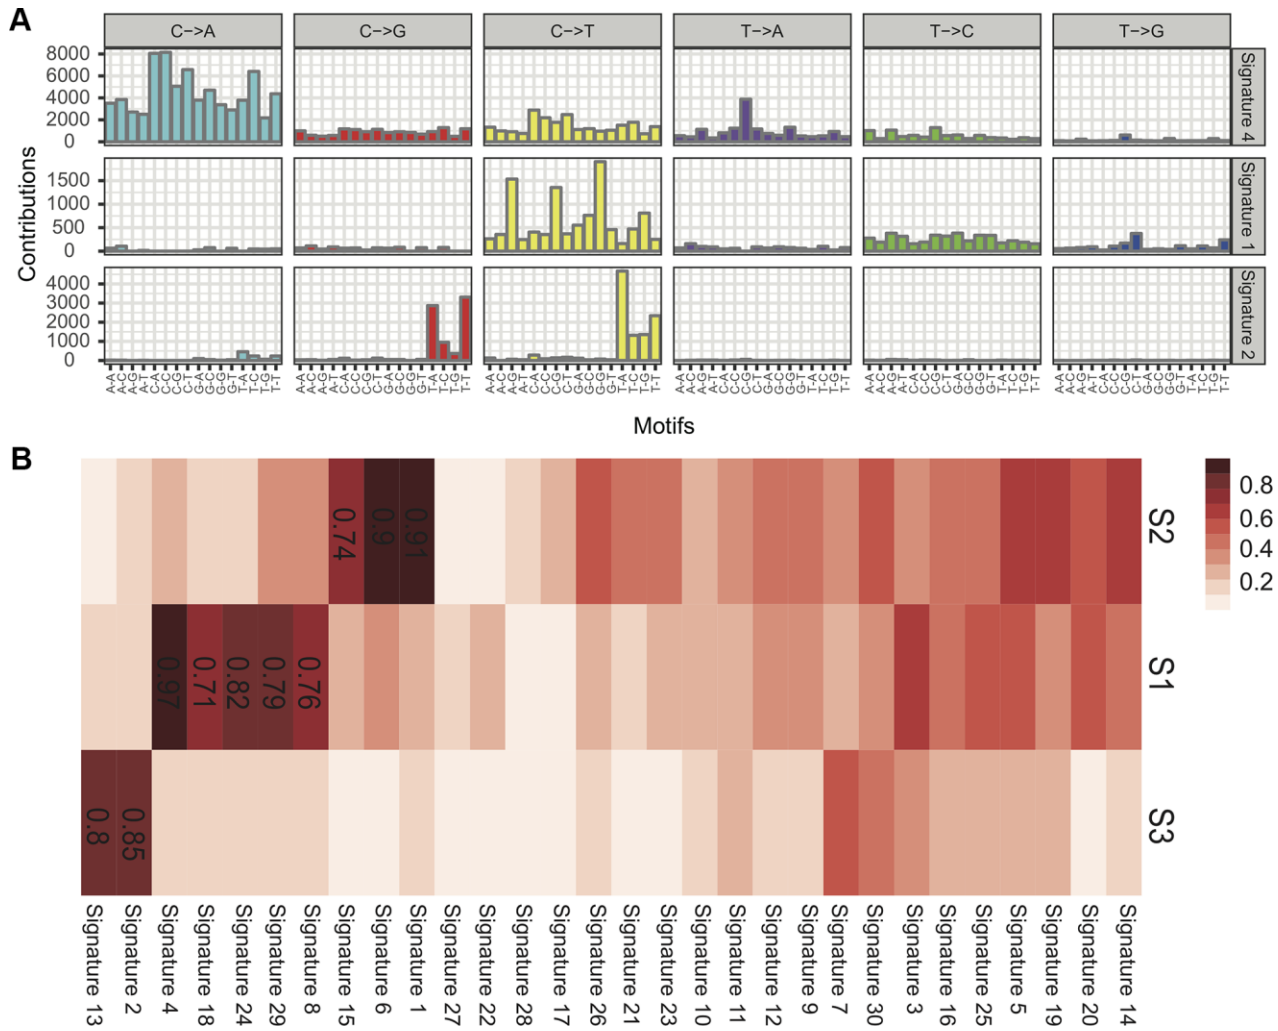 A
C->A C->G C->T T->A T->C T->G
8000
6000
4000
2000
0
Signature 4
1500
1000
500
0
Signature 1
4000
3000
2000
1000
0
Signature 2
Contributions
A-A A-C A-G A-T C-A C-C C-G C-T G-A G-C G-G G-T T-A T-C T-G T-T
A-A A-C A-G A-T C-A C-C C-G C-T G-A G-C G-G G-T T-A T-C T-G T-T
A-A A-C A-G A-T C-A C-C C-G C-T G-A G-C G-G G-T T-A T-C T-G T-T
A-A A-C A-G A-T C-A C-C C-G C-T G-A G-C G-G G-T T-A T-C T-G T-T
A-A A-C A-G A-T C-A C-C C-G C-T G-A G-C G-G G-T T-A T-C T-G T-T
A-A A-C A-G A-T C-A C-C C-G C-T G-A G-C G-G G-T T-A T-C T-G T-T
Motifs
B
0.74 0.9 0.91
S2
0.97 0.71 0.82 0.79 0.76
S1
0.8 0.85
S3
0.8
0.6
0.4
0.2
Signature 13
Signature 2
Signature 4
Signature 18
Signature 24
Signature 29
Signature 8
Signature 15
Signature 6
Signature 1
Signature 27
Signature 22
Signature 28
Signature 17
Signature 26
Signature 21
Signature 23
Signature 10
Signature 11
Signature 12
Signature 9
Signature 7
Signature 30
Signature 3
Signature 16
Signature 25
Signature 5
Signature 19
Signature 20
Signature 14